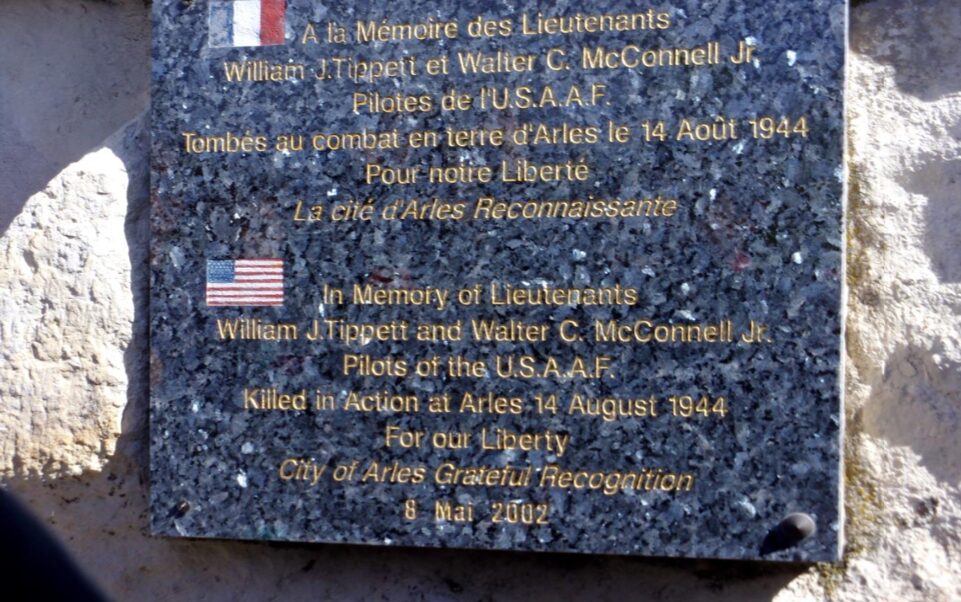 A la Mémoire des Lieutenants
William J.Tippett et Walter C. McConnell Jr.
Pilotes de l'U.S.A.A.F.
Tombés au combat en terre d'Arles le 14 Août 1944
Pour notre Liberté
La cité d'Arles Reconnaissante
In Memory of Lieutenants
William J.Tippett and Walter C. McConnell Jr.
Pilots of the U.S.A.A.F.
Killed in Action at Arles 14 August 1944
For our Liberty
City of Arles Grateful Recognition
8 Mai 2002